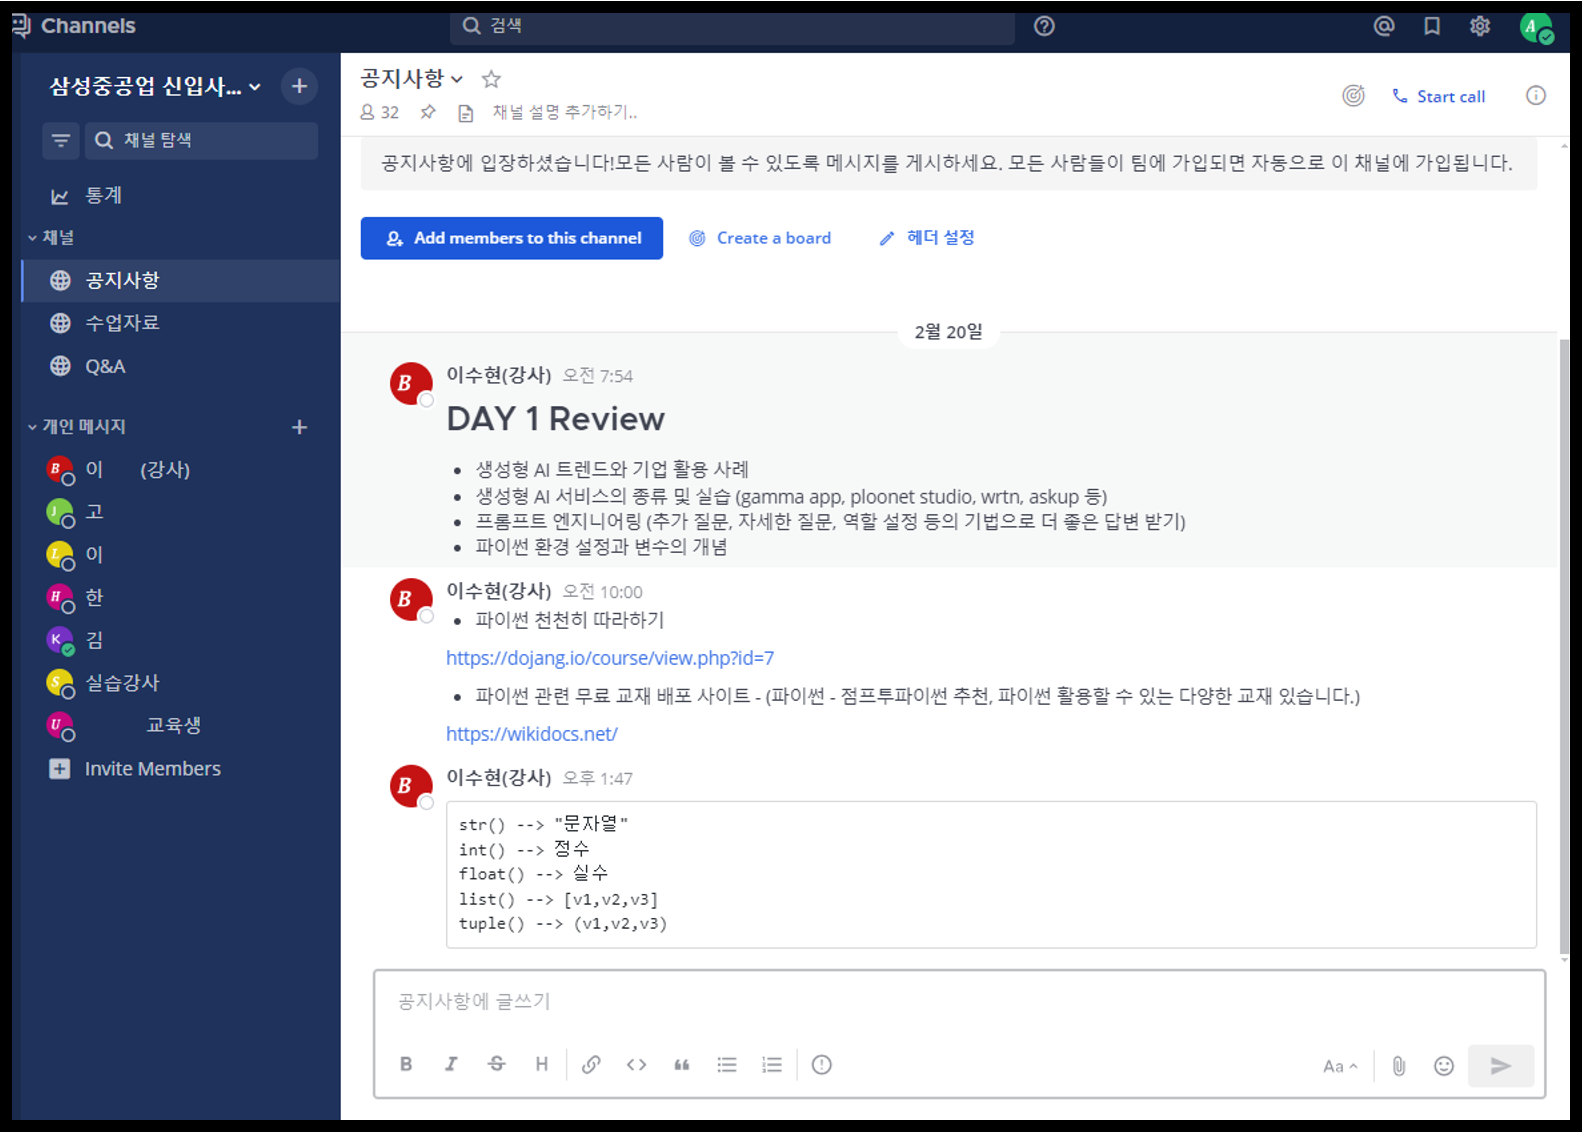 Channels
검색
A
삼성중공업 신입사...
채널 탐색
통계
채널
공지사항
수업자료
Q&A
개인 메시지
B 이 (강사)
J 고
L 이
H 한
K 김
S 실습강사
U 교육생
Invite Members
공지사항
32
채널 설명 추가하기..
Start call
공지사항에 입장하셨습니다!모든 사람이 볼 수 있도록 메시지를 게시하세요. 모든 사람들이 팀에 가입되면 자동으로 이 채널에 가입됩니다.
Add members to this channel
Create a board
헤더 설정
2월 20일
B 이수현(강사) 오전 7:54
DAY 1 Review
• 생성형 AI 트렌드와 기업 활용 사례
• 생성형 AI 서비스의 종류 및 실습 (gamma app, ploonet studio, wrtn, askup 등)
• 프롬프트 엔지니어링 (추가 질문, 자세한 질문, 역할 설정 등의 기법으로 더 좋은 답변 받기)
• 파이썬 환경 설정과 변수의 개념
B 이수현(강사) 오전 10:00
• 파이썬 천천히 따라하기
https://dojang.io/course/view.php?id=7
• 파이썬 관련 무료 교재 배포 사이트 - (파이썬 - 점프투파이썬 추천, 파이썬 활용할 수 있는 다양한 교재 있습니다.)
https://wikidocs.net/
B 이수현(강사) 오후 1:47
str() --> "문자열"
int() --> 정수
float() --> 실수
list() --> [v1,v2,v3]
tuple() --> (v1,v2,v3)
공지사항에 글쓰기
B I S H
Aa